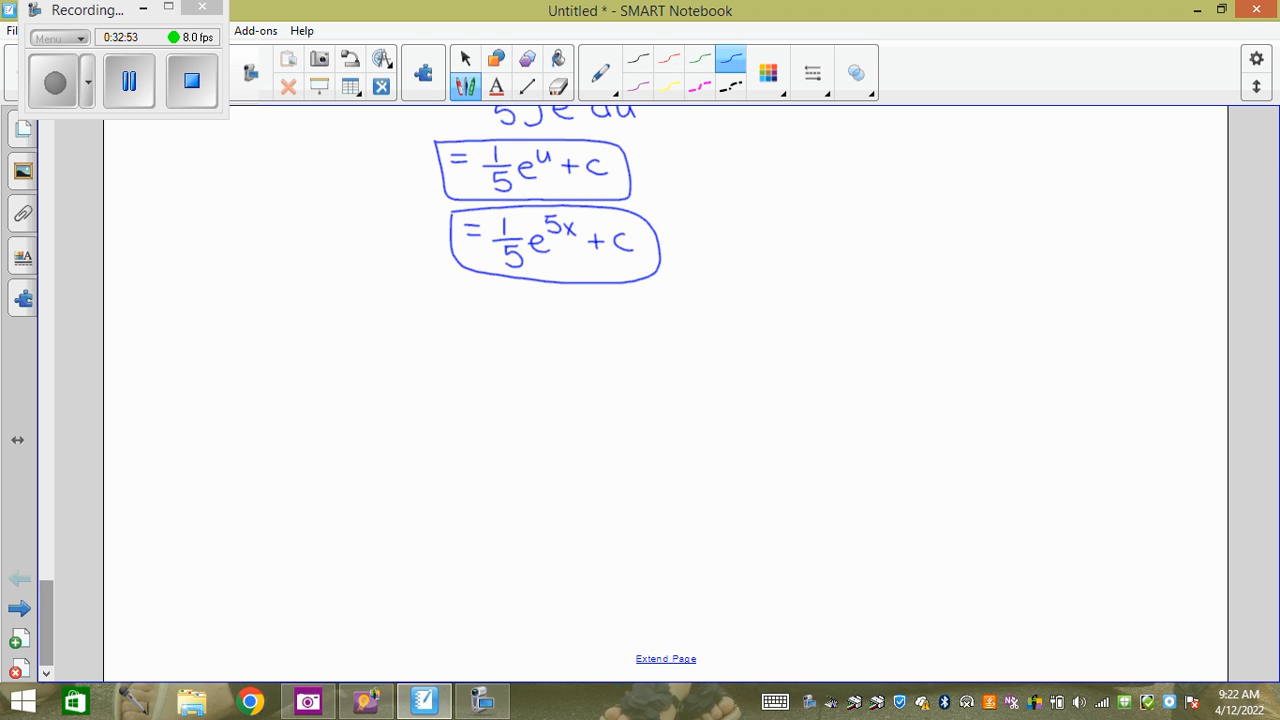 Recording...
Untitled * - SMART Notebook
Menu
0:32:53
8.0 fps
Fil
Add-ons
Help
= 1/5 e^u + c
= 1/5 e^5x + c
Extend Page
9:22 AM
4/12/2022